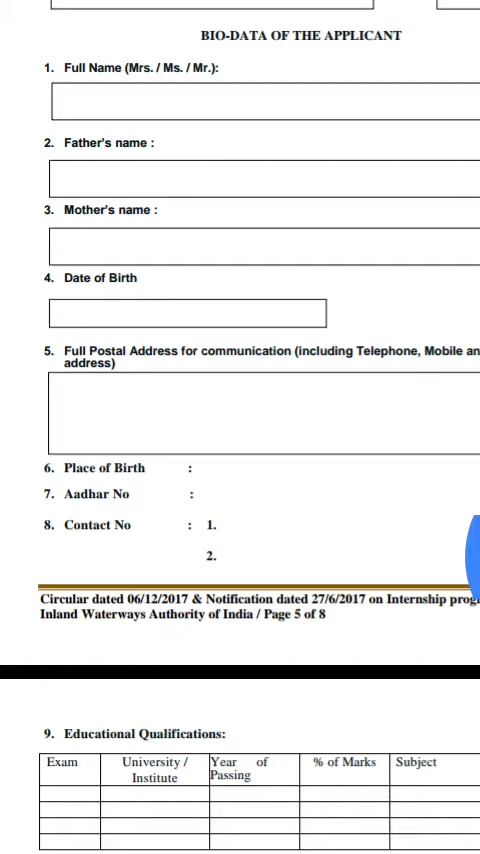 BIO-DATA OF THE APPLICANT
1. Full Name (Mrs. / Ms. / Mr.):
2. Father's name :
3. Mother's name :
4. Date of Birth
5. Full Postal Address for communication (including Telephone, Mobile an
address)
6. Place of Birth :
7. Aadhar No :
8. Contact No : 1.
2.
Circular dated 06/12/2017 & Notification dated 27/6/2017 on Internship prog
Inland Waterways Authority of India / Page 5 of 8
9. Educational Qualifications:
Exam University / Year of % of Marks Subject
Institute Passing